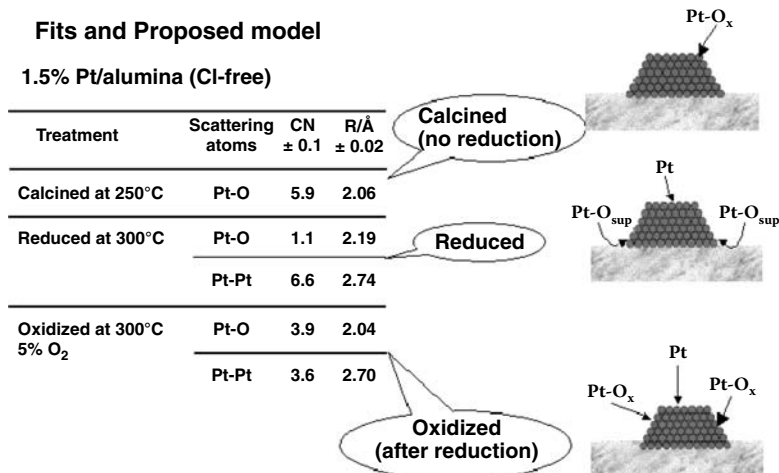 Fits and Proposed model
1.5% Pt/alumina (Cl-free)
Treatment Scattering atoms CN ± 0.1 R/Å ± 0.02
Calcined at 250°C Pt-O 5.9 2.06
Reduced at 300°C Pt-O 1.1 2.19
Pt-Pt 6.6 2.74
Oxidized at 300°C 5% O₂ Pt-O 3.9 2.04
Pt-Pt 3.6 2.70
Calcined
(no reduction)
Reduced
Oxidized
(after reduction)
Pt-Oₓ
Pt
Pt-Osup Pt-Osup
Pt
Pt-Oₓ Pt-Oₓ